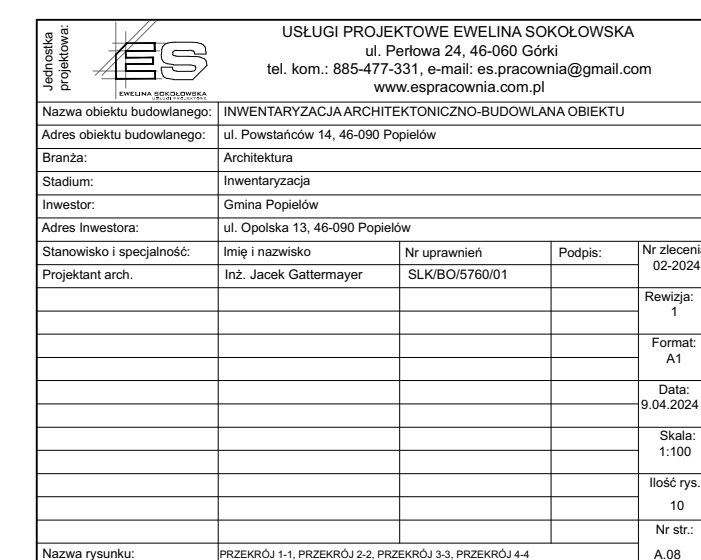 Jednostka
projektowa:
ES
EWELINA SOKOŁOWSKA
USŁUGI PROJEKTOWE
USŁUGI PROJEKTOWE EWELINA SOKOŁOWSKA
ul. Perłowa 24, 46-060 Górki
tel. kom.: 885-477-331, e-mail: es.pracownia@gmail.com
www.espracownia.com.pl
Nazwa obiektu budowlanego: INWENTARYZACJA ARCHITEKTONICZNO-BUDOWLANA OBIEKTU
Adres obiektu budowlanego: ul. Powstańców 14, 46-090 Popielów
Branża: Architektura
Stadium: Inwentaryzacja
Inwestor: Gmina Popielów
Adres Inwestora: ul. Opolska 13, 46-090 Popielów
Stanowisko i specjalność: Imię i nazwisko Nr uprawnień Podpis: Nr zleceni
02-2024
Projektant arch. Inż. Jacek Gattermayer SLK/BO/5760/01
Rewizja:
1
Format:
A1
Data:
9.04.2024
Skala:
1:100
Ilość rys.
10
Nr str.:
Nazwa rysunku: PRZEKRÓJ 1-1, PRZEKRÓJ 2-2, PRZEKRÓJ 3-3, PRZEKRÓJ 4-4 A.08